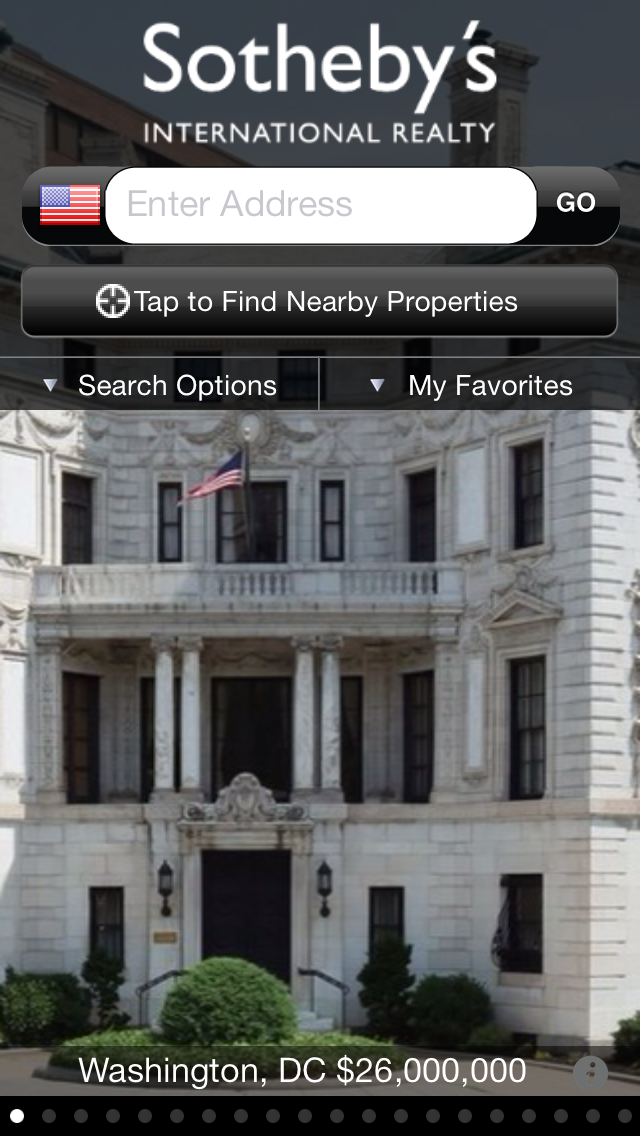 Sotheby's
INTERNATIONAL REALTY
Enter Address
GO
Tap to Find Nearby Properties
Search Options
My Favorites
Washington, DC $26,000,000